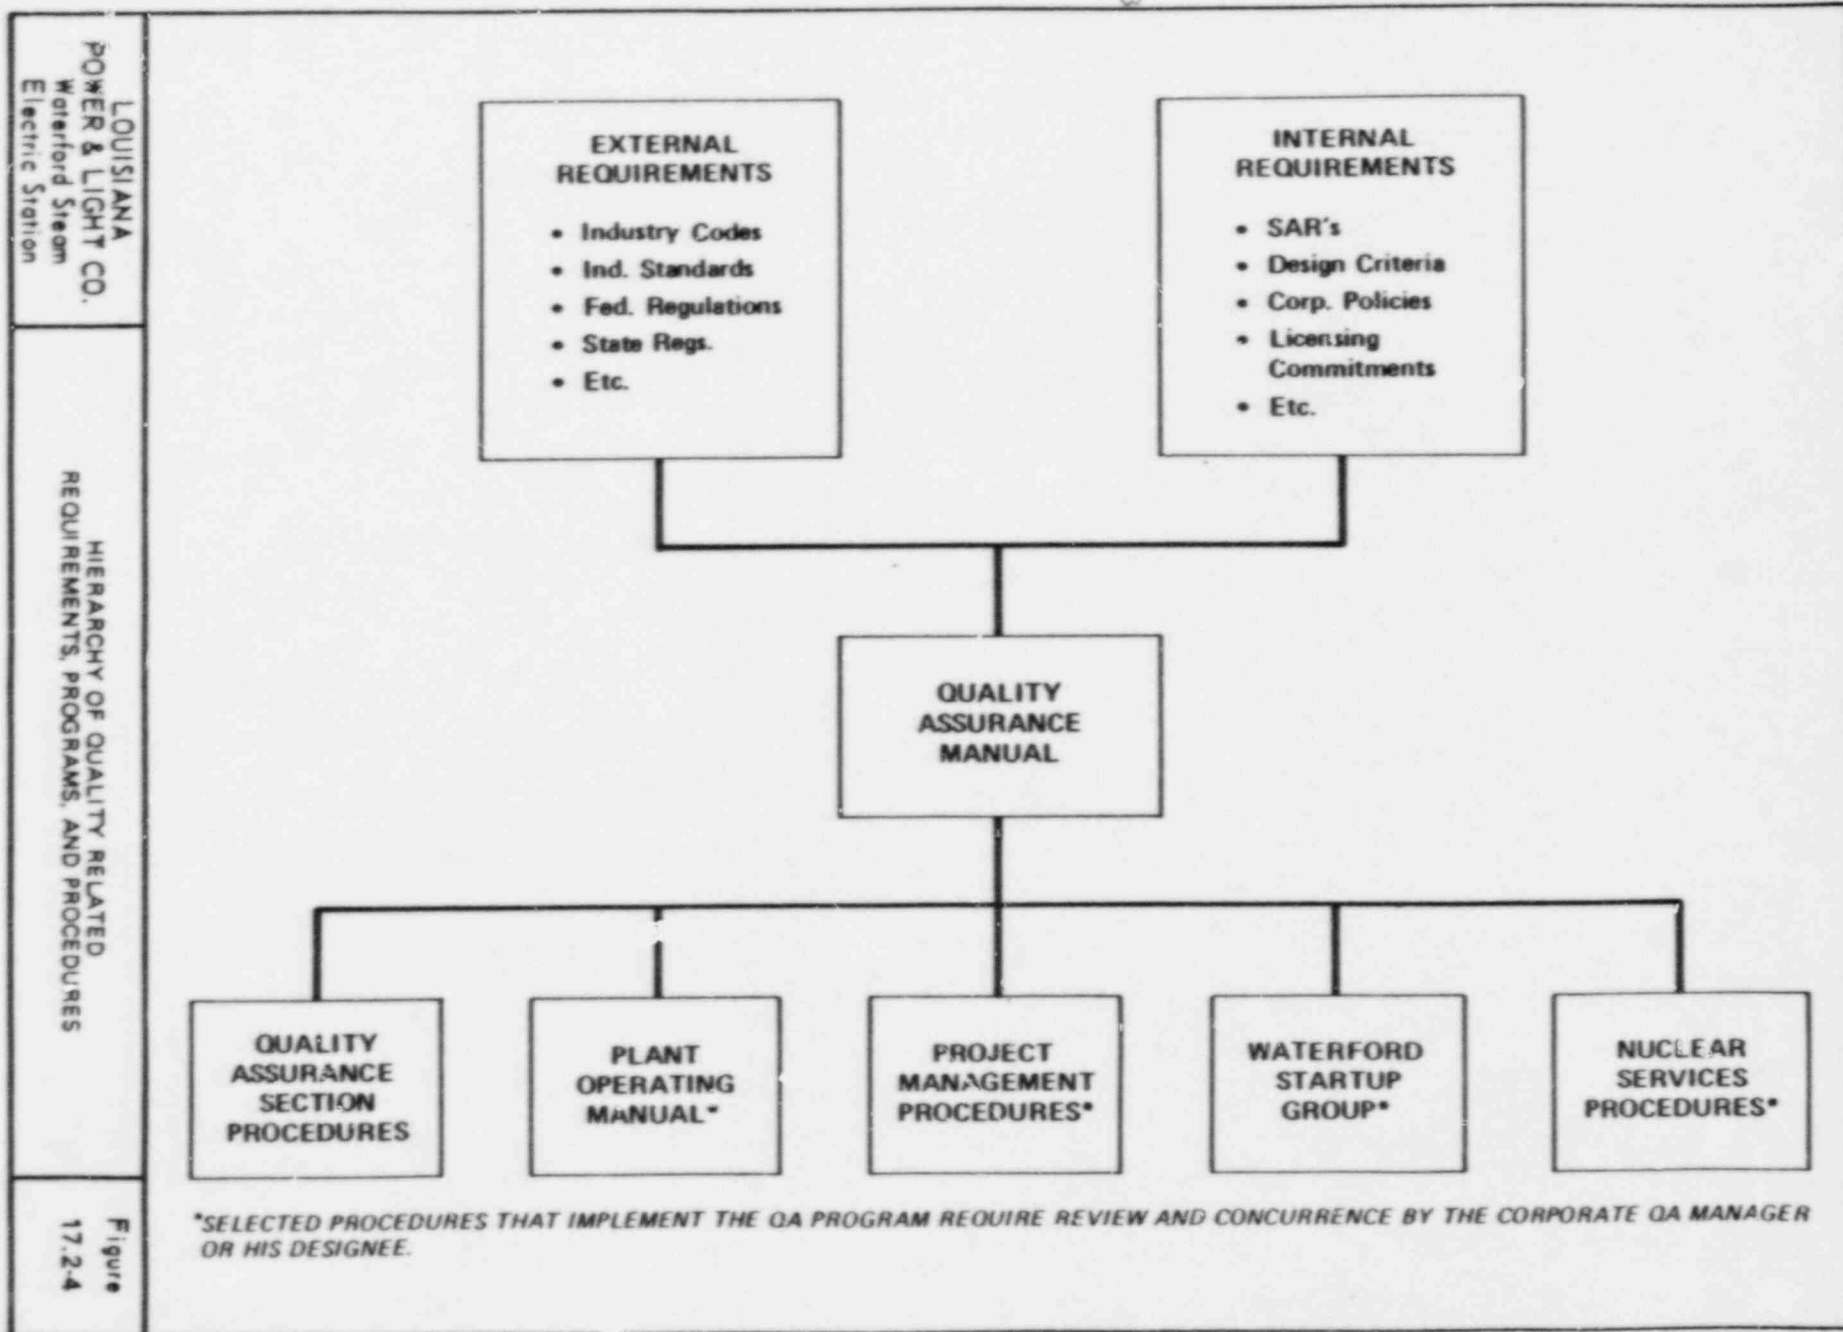 LOUISIANA
POWER & LIGHT CO.
Waterford Steam
Electric Station
HIERARCHY OF QUALITY RELATED
REQUIREMENTS, PROGRAMS, AND PROCEDURES
Figure
17.2-4
EXTERNAL
REQUIREMENTS
• Industry Codes
• Ind. Standards
• Fed. Regulations
• State Regs.
• Etc.
INTERNAL
REQUIREMENTS
• SAR's
• Design Criteria
• Corp. Policies
• Licensing
Commitments
• Etc.
QUALITY
ASSURANCE
MANUAL
QUALITY
ASSURANCE
SECTION
PROCEDURES
PLANT
OPERATING
MANUAL*
PROJECT
MANAGEMENT
PROCEDURES*
WATERFORD
STARTUP
GROUP*
NUCLEAR
SERVICES
PROCEDURES*
*SELECTED PROCEDURES THAT IMPLEMENT THE QA PROGRAM REQUIRE REVIEW AND CONCURRENCE BY THE CORPORATE QA MANAGER
OR HIS DESIGNEE.